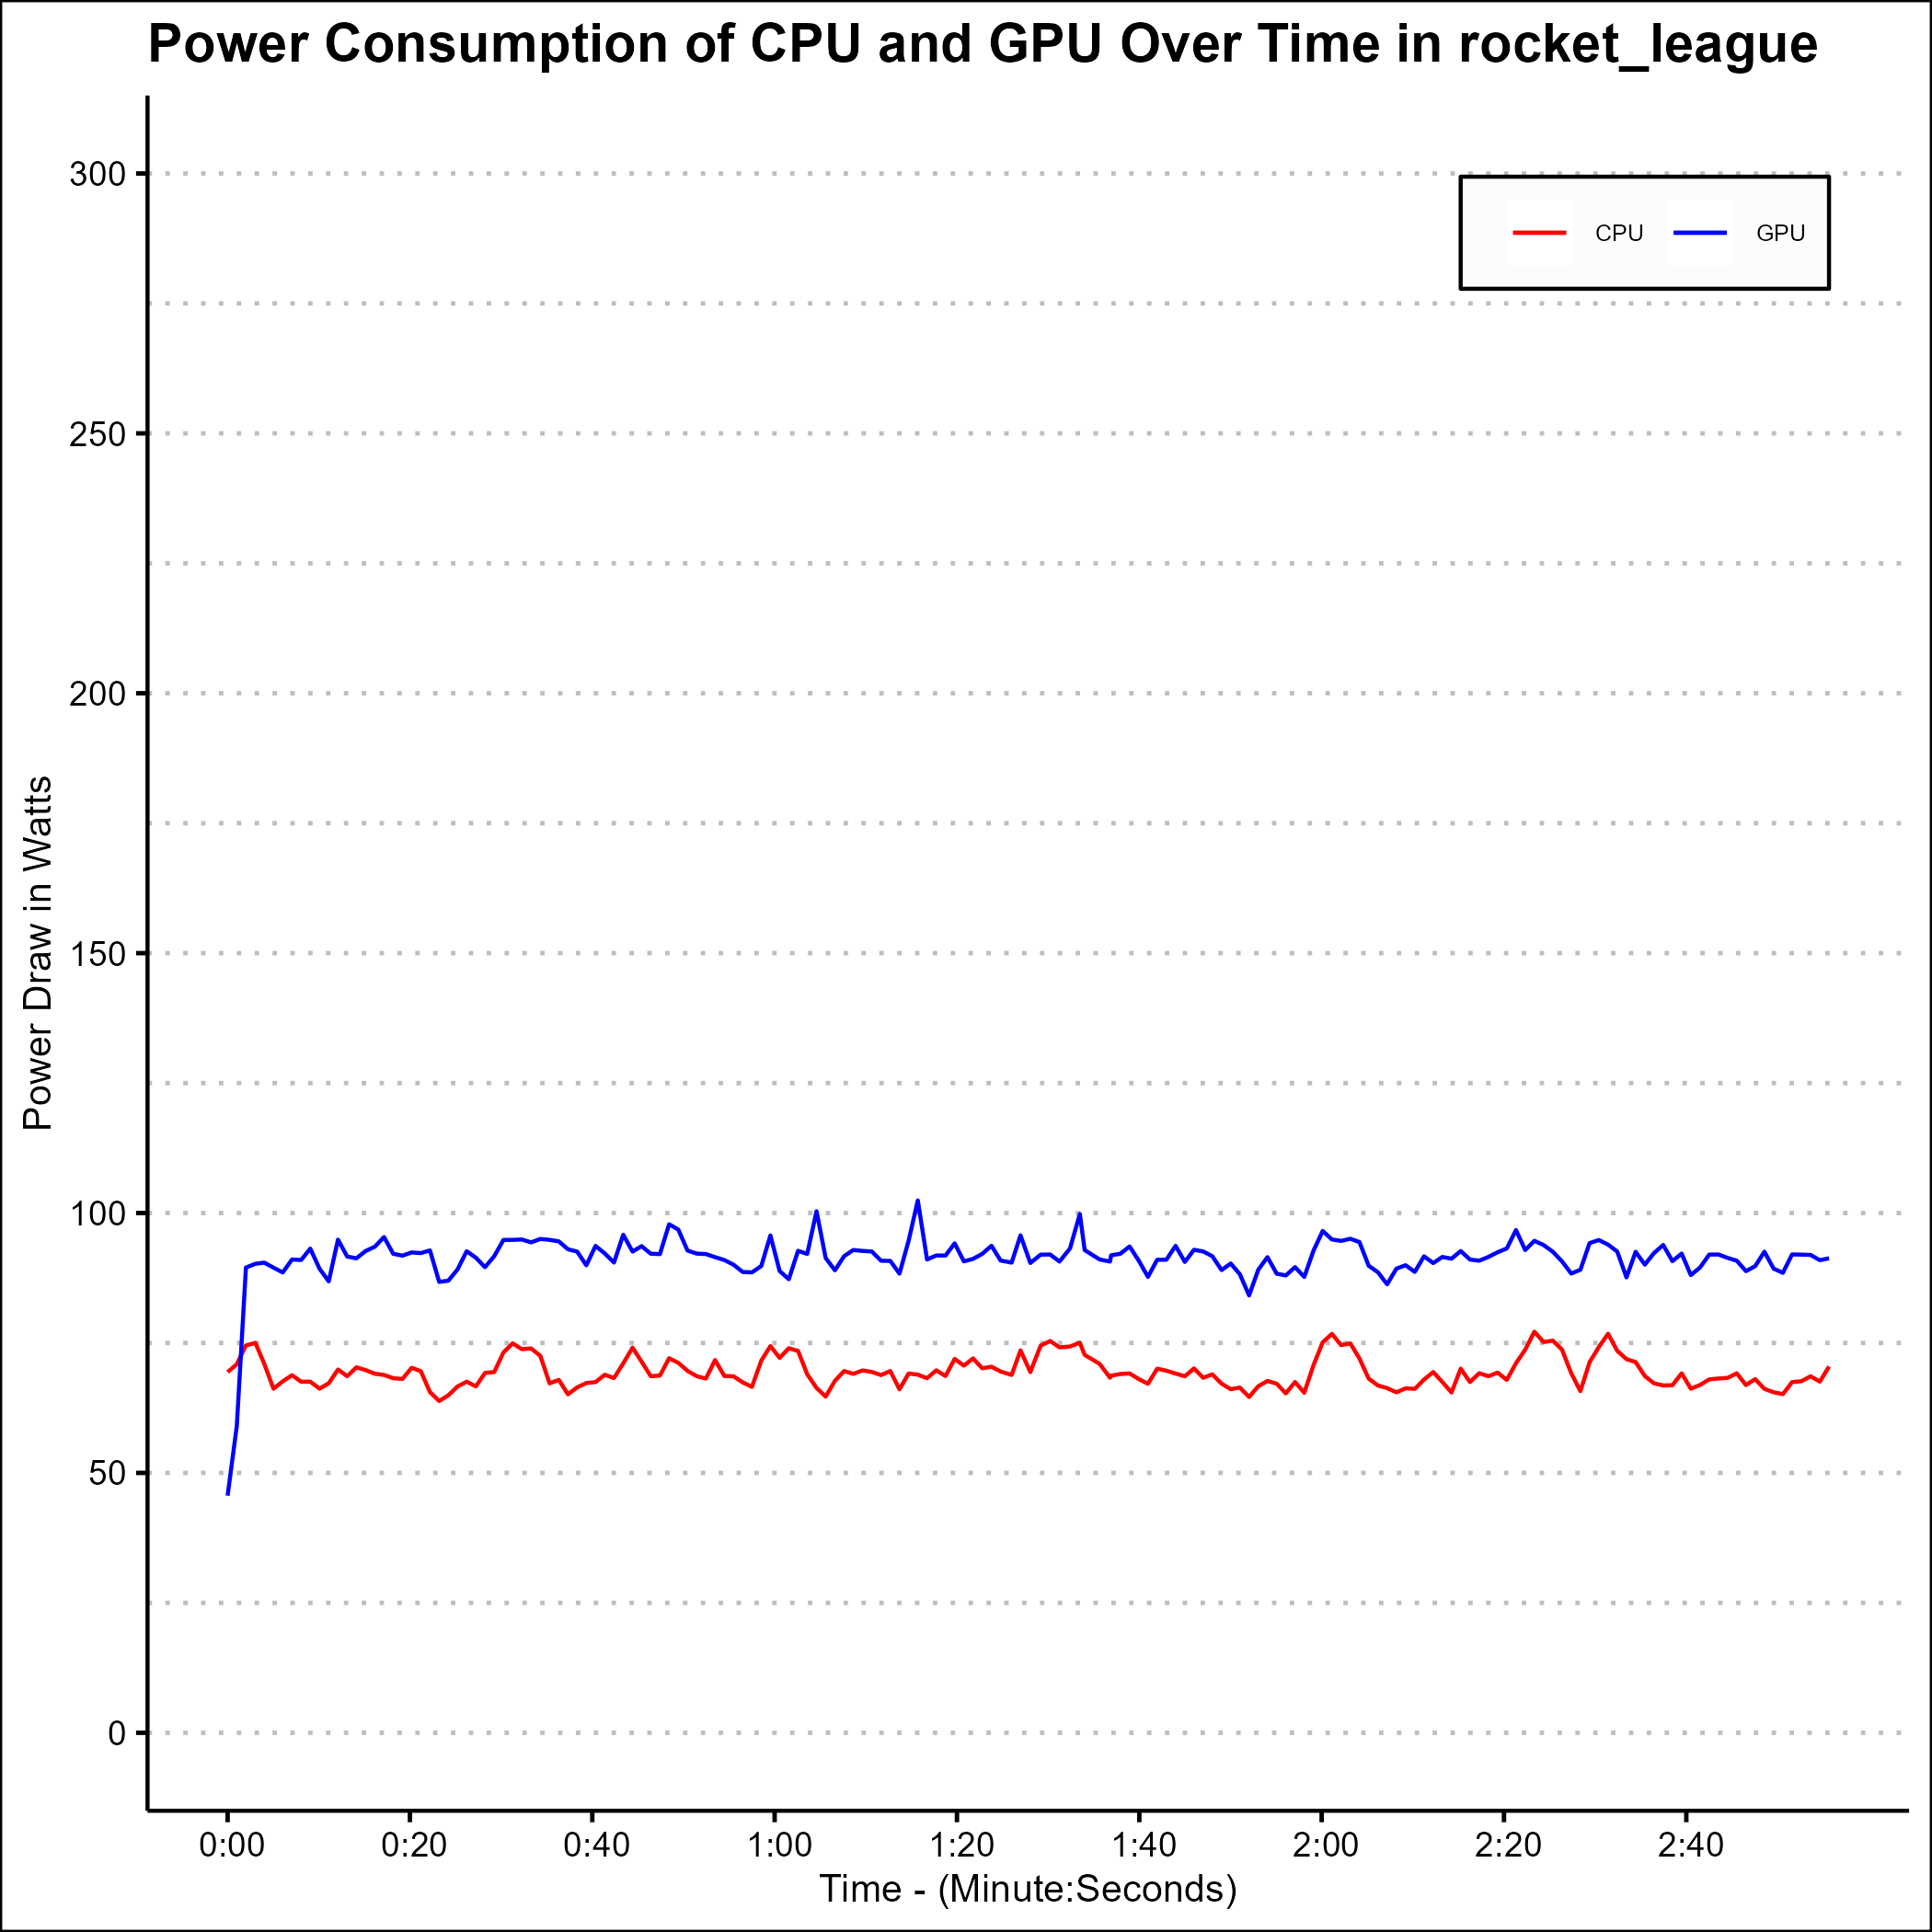 Power Consumption of CPU and GPU Over Time in rocket_league
300
CPU GPU
250
200
150
100
50
0
Power Draw in Watts
0:00 0:20 0:40 1:00 1:20 1:40 2:00 2:20 2:40
Time - (Minute:Seconds)